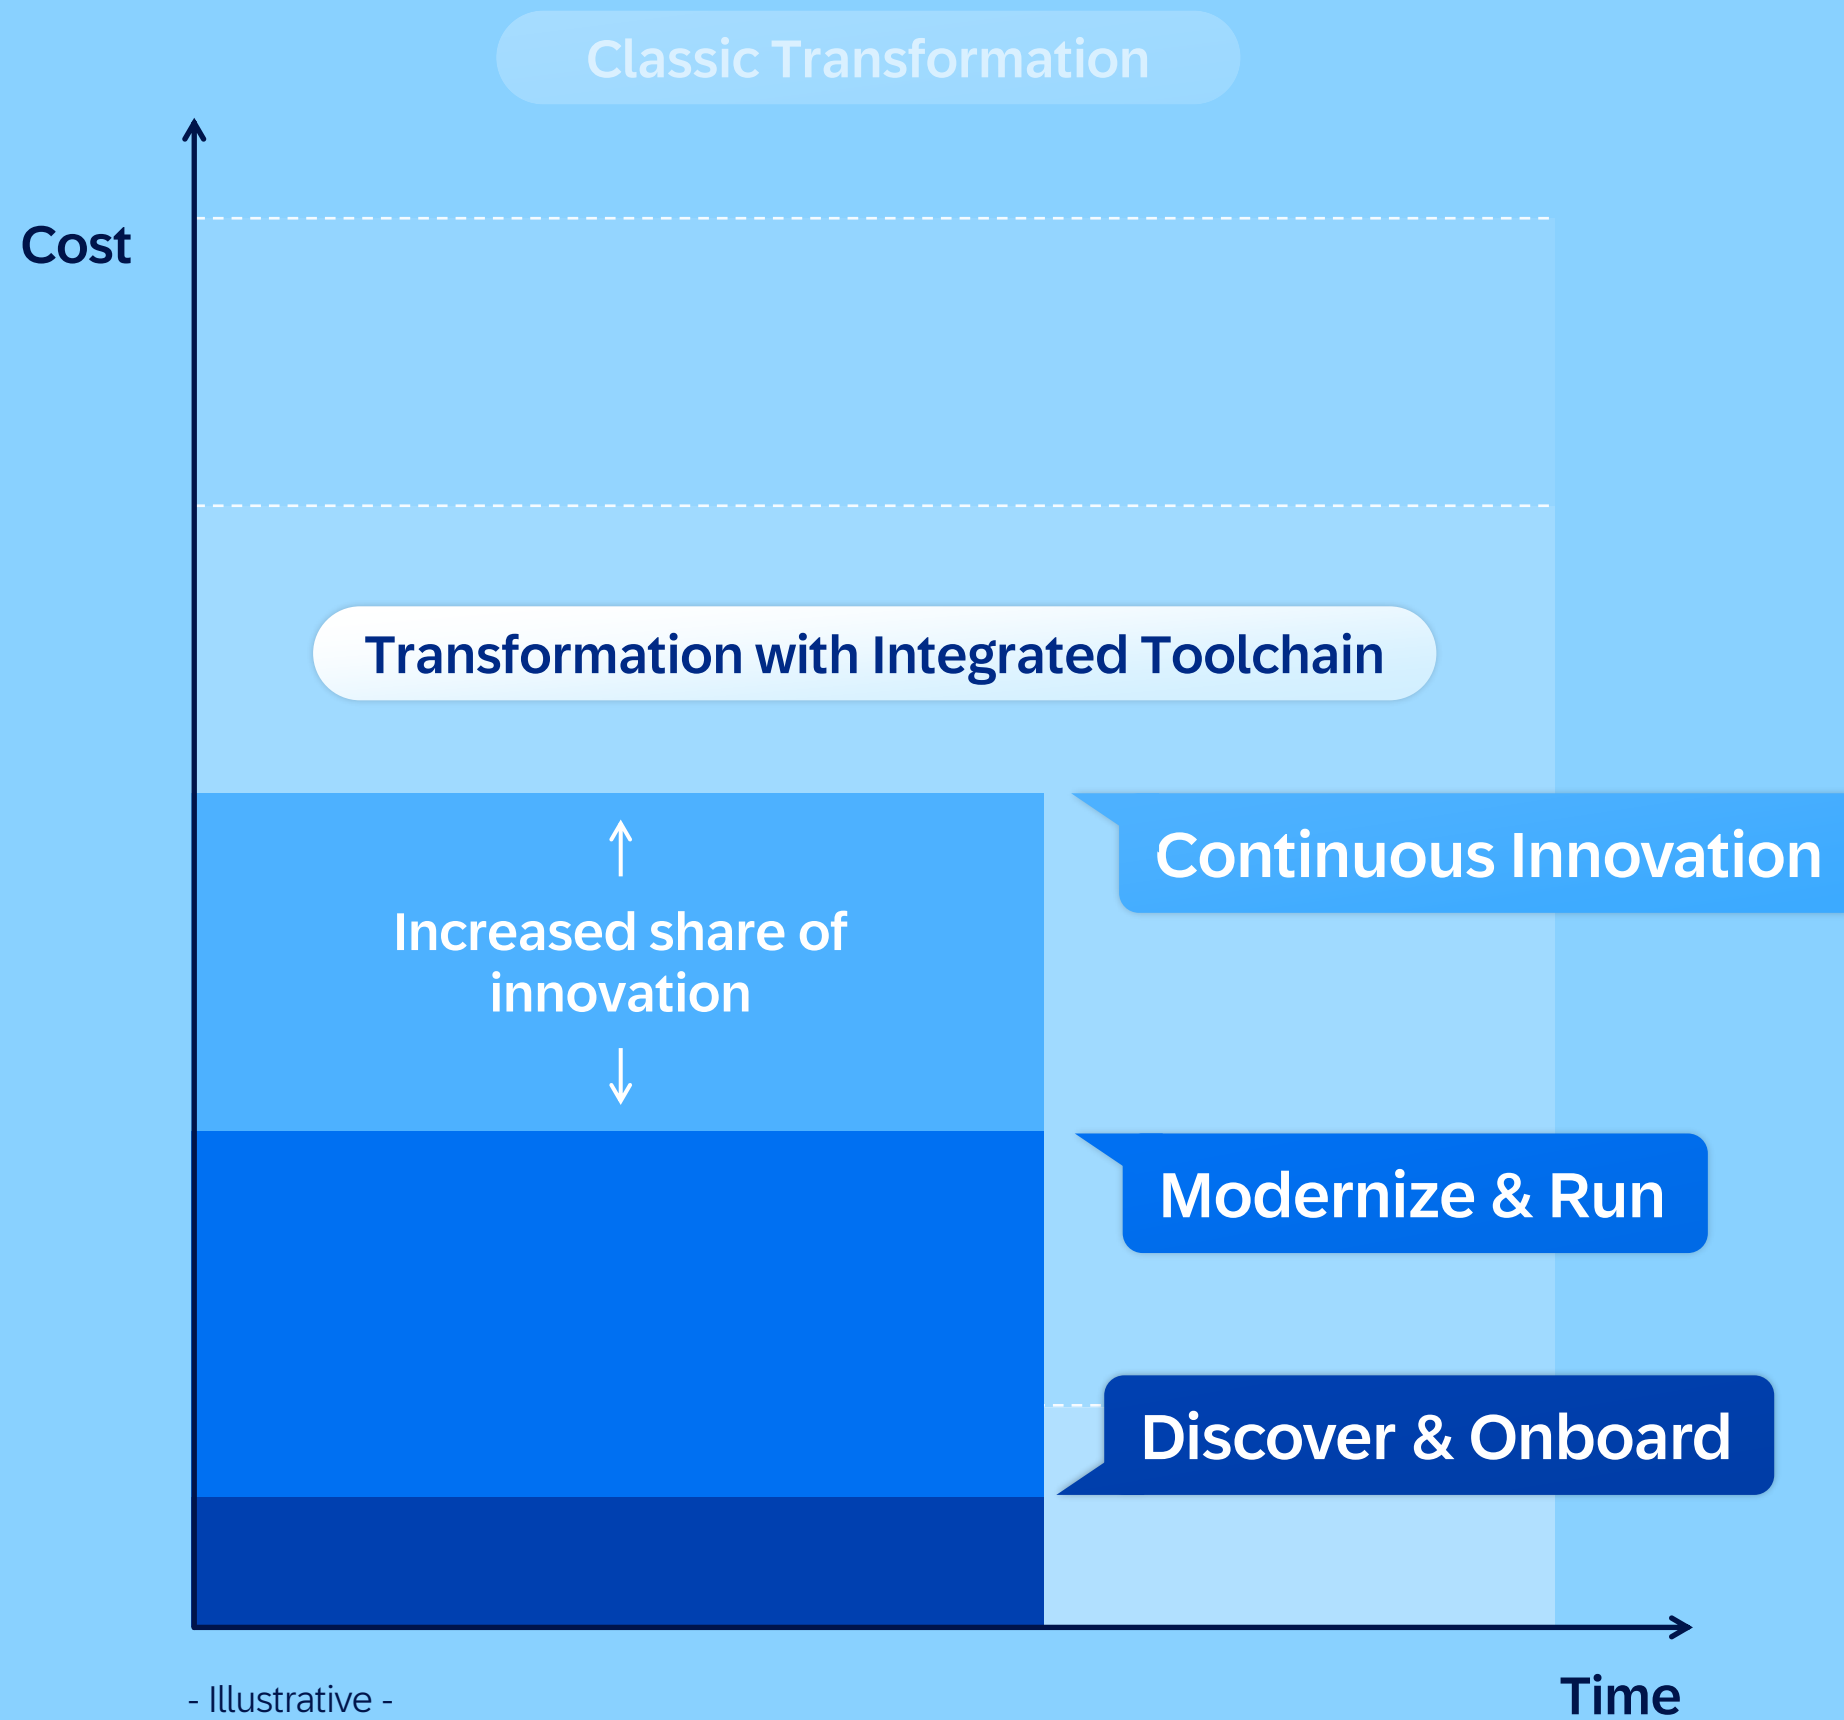 Classic Transformation
Cost
Transformation with Integrated Toolchain
Continuous Innovation
Increased share of
innovation
Modernize & Run
Discover & Onboard
Time
- Illustrative -